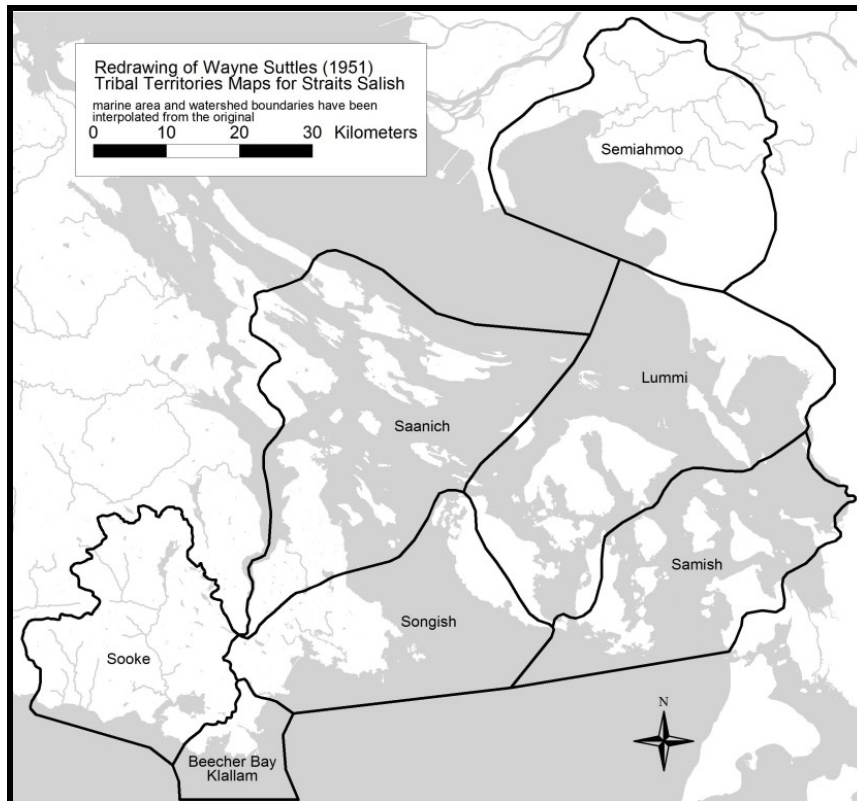 Redrawing of Wayne Suttles (1951)
Tribal Territories Maps for Straits Salish
marine area and watershed boundaries have been
interpolated from the original
0 10 20 30 Kilometers
Semiahmoo
Lummi
Saanich
Samish
Songish
Sooke
N
Beecher Bay
Klallam